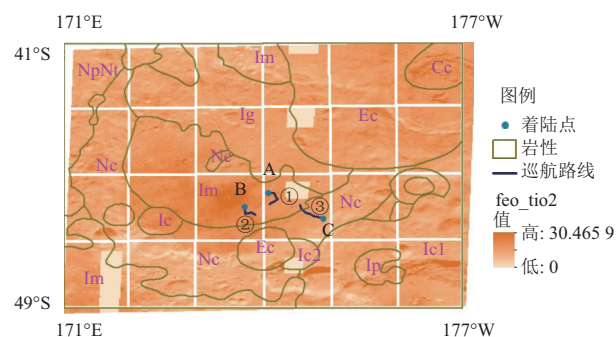 171°E
177°W
41°S
NpNt
Im
Cc
Ig
Ec
Nc
Nc
A
Im
B
①
③
Nc
Ic
②
C
Ec
Nc
Ic2
Ip
Ic1
Im
49°S
171°E
177°W
图例
着陆点
岩性
巡航路线
feo_tio2
值
高: 30.465 9
低: 0